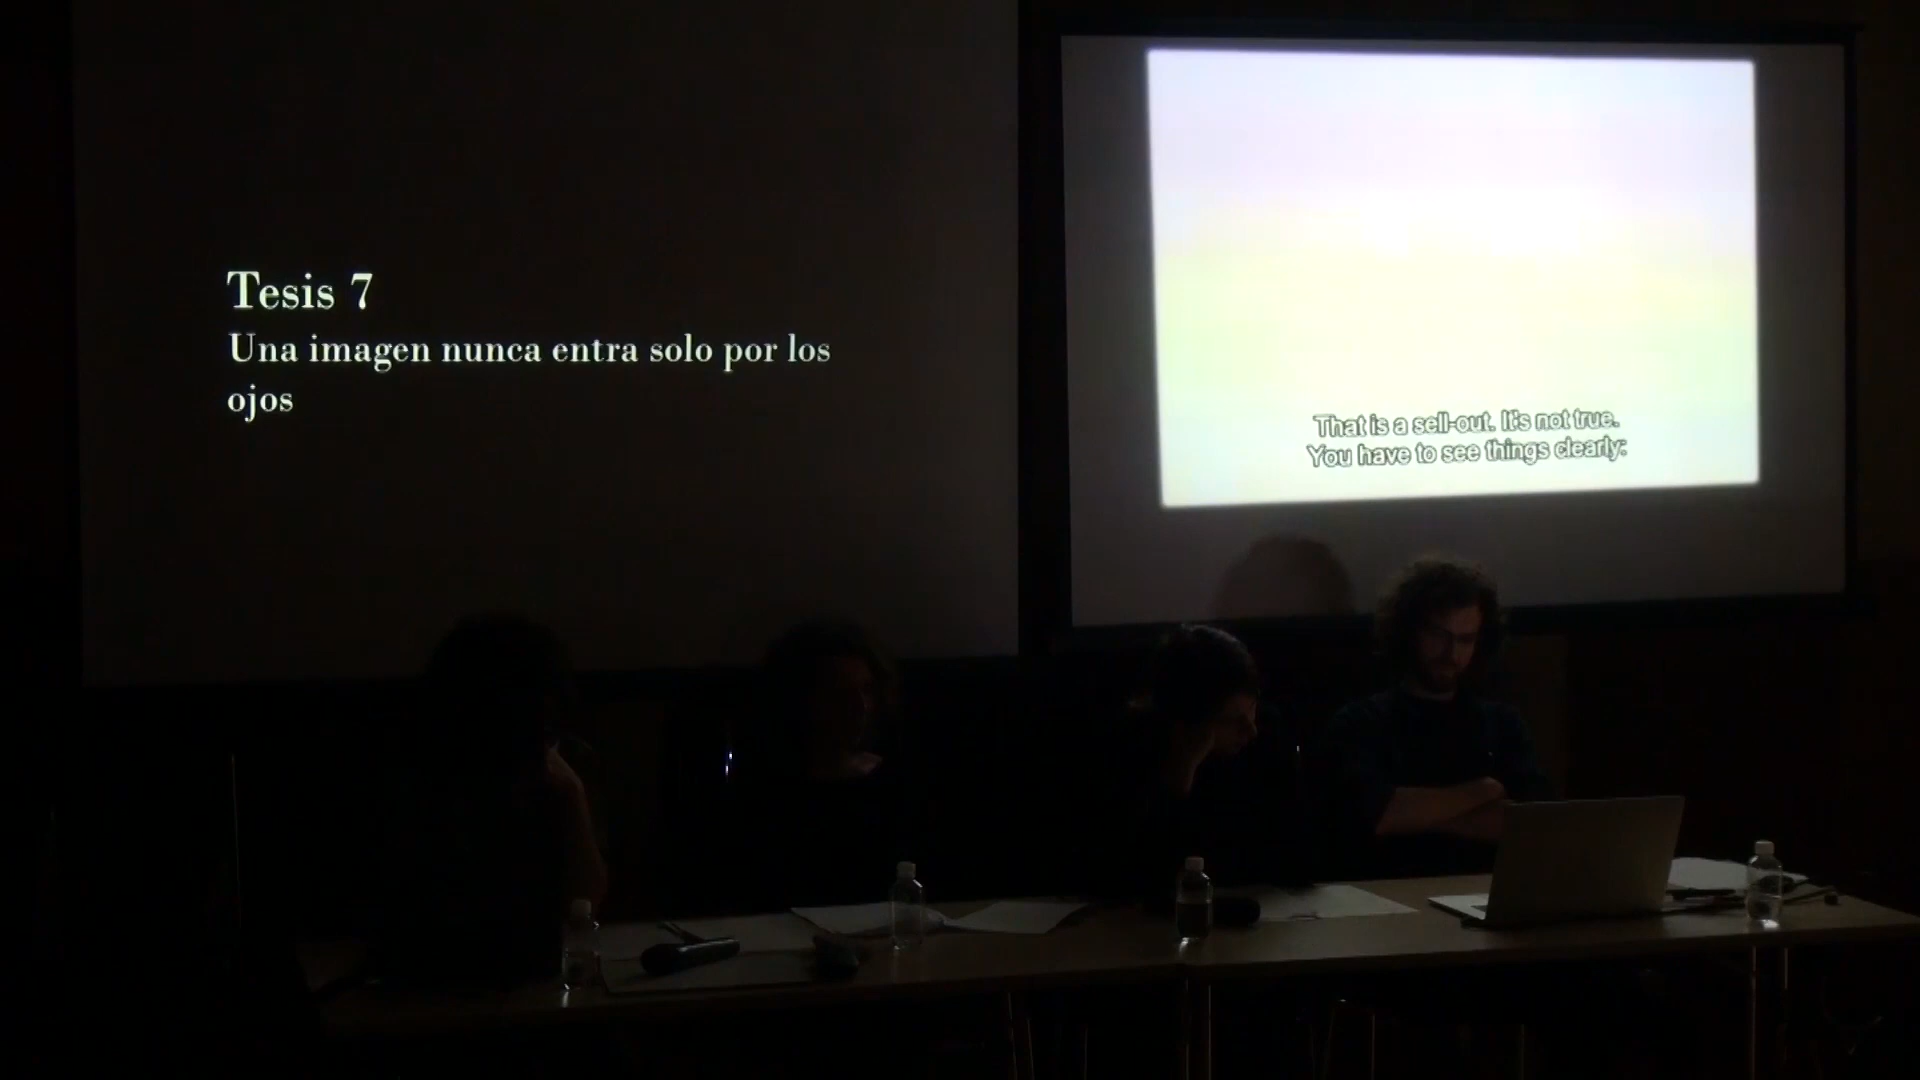 Tesis 7
Una imagen nunca entra solo por los
ojos
That is a sell-out. It's not true.
You have to see things clearly: